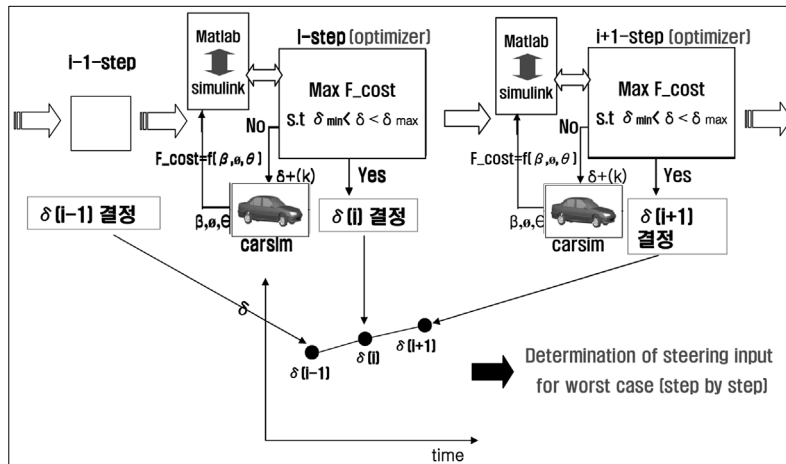 i-1-step
δ(i-1) 결정
Matlab
simulink
i-step (optimizer)
Max F_cost
s.t δ min< δ < δ max
No
Yes
F_cost=f(β,ø,θ)
δ+(k)
β,ø,θ
carsim
δ(i) 결정
Matlab
simulink
i+1-step (optimizer)
Max F_cost
s.t δ min< δ < δ max
No
Yes
F_cost=f(β,ø,θ)
δ+(k)
β,ø,θ
carsim
δ(i+1)
결정
δ
δ(i-1)
δ(i)
δ(i+1)
time
Determination of steering input
for worst case (step by step)